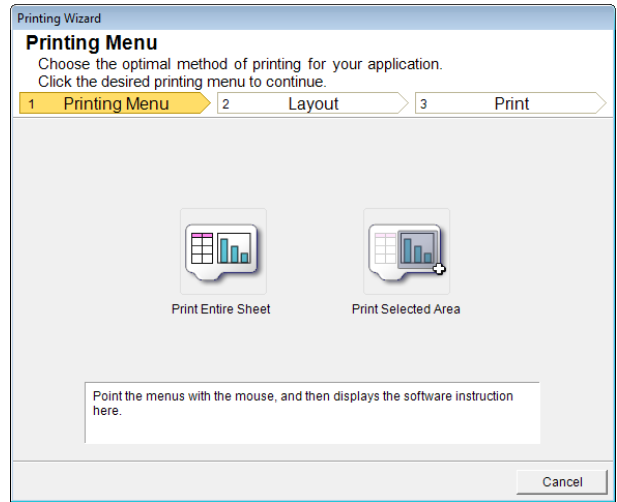 Printing Wizard
Printing Menu
Choose the optimal method of printing for your application.
Click the desired printing menu to continue.
1 Printing Menu 2 Layout 3 Print
Print Entire Sheet Print Selected Area
Point the menus with the mouse, and then displays the software instruction
here.
Cancel